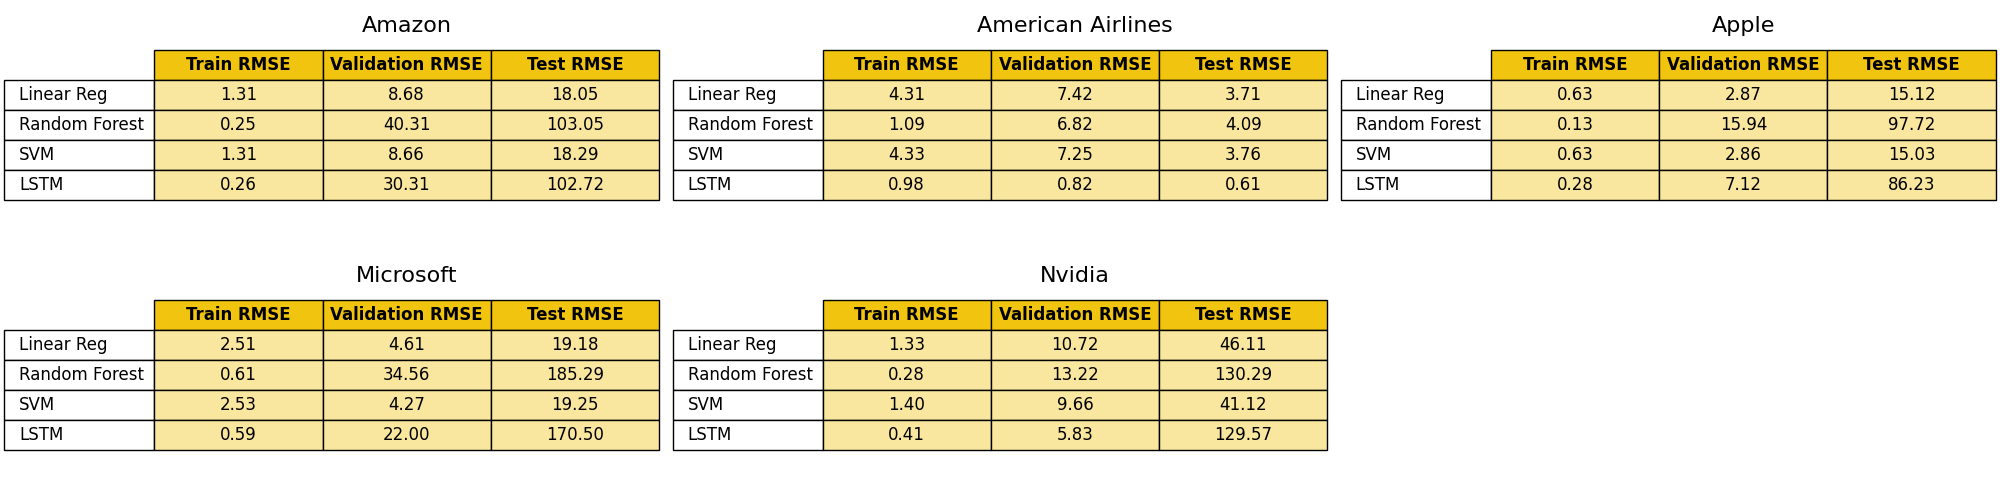 Amazon
Train RMSE Validation RMSE Test RMSE
Linear Reg 1.31 8.68 18.05
Random Forest 0.25 40.31 103.05
SVM 1.31 8.66 18.29
LSTM 0.26 30.31 102.72
American Airlines
Train RMSE Validation RMSE Test RMSE
Linear Reg 4.31 7.42 3.71
Random Forest 1.09 6.82 4.09
SVM 4.33 7.25 3.76
LSTM 0.98 0.82 0.61
Apple
Train RMSE Validation RMSE Test RMSE
Linear Reg 0.63 2.87 15.12
Random Forest 0.13 15.94 97.72
SVM 0.63 2.86 15.03
LSTM 0.28 7.12 86.23
Microsoft
Train RMSE Validation RMSE Test RMSE
Linear Reg 2.51 4.61 19.18
Random Forest 0.61 34.56 185.29
SVM 2.53 4.27 19.25
LSTM 0.59 22.00 170.50
Nvidia
Train RMSE Validation RMSE Test RMSE
Linear Reg 1.33 10.72 46.11
Random Forest 0.28 13.22 130.29
SVM 1.40 9.66 41.12
LSTM 0.41 5.83 129.57